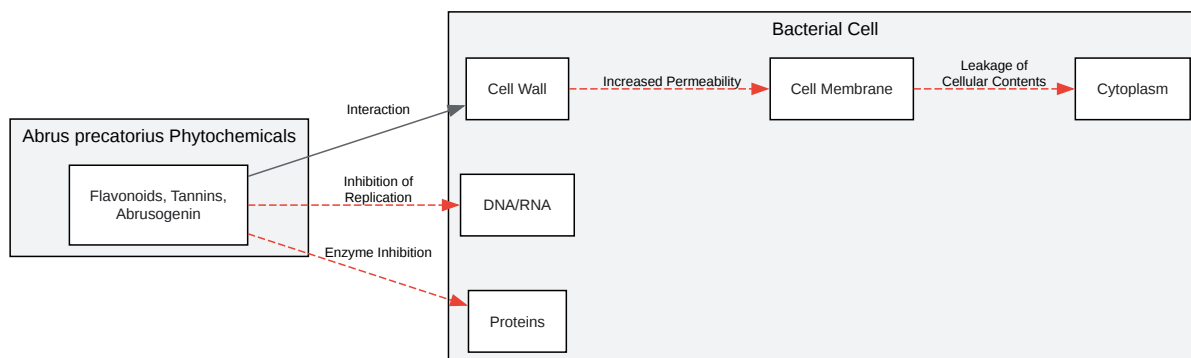 Bacterial Cell
Cell Wall
Increased Permeability
Cell Membrane
Leakage of
Cellular Contents
Cytoplasm
Interaction
Abrus precatorius Phytochemicals
Flavonoids, Tannins,
Abrusogenin
Inhibition of
Replication
DNA/RNA
Enzyme Inhibition
Proteins